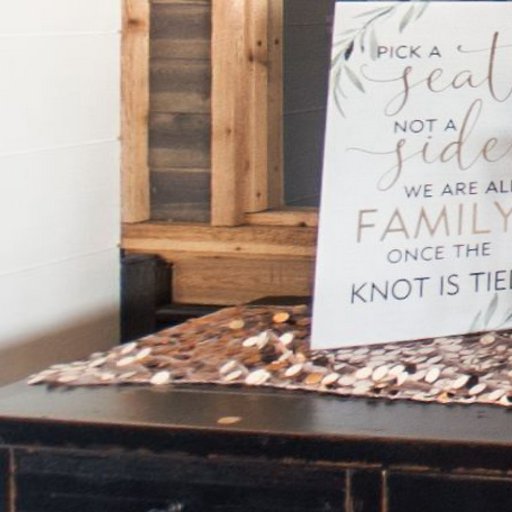 PICK A
seat
NOT A
side
WE ARE ALL
FAMILY
ONCE THE
KNOT IS TIED